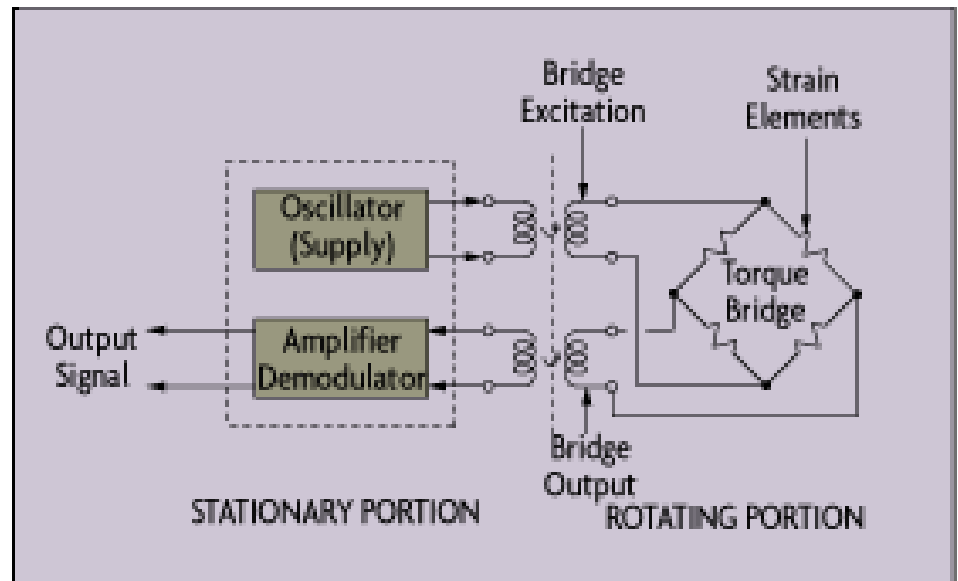 Bridge
Excitation
Strain
Elements
Oscillator
(Supply)
Torque
Bridge
Output
Signal
Amplifier
Demodulator
Bridge
Output
STATIONARY PORTION
ROTATING PORTION